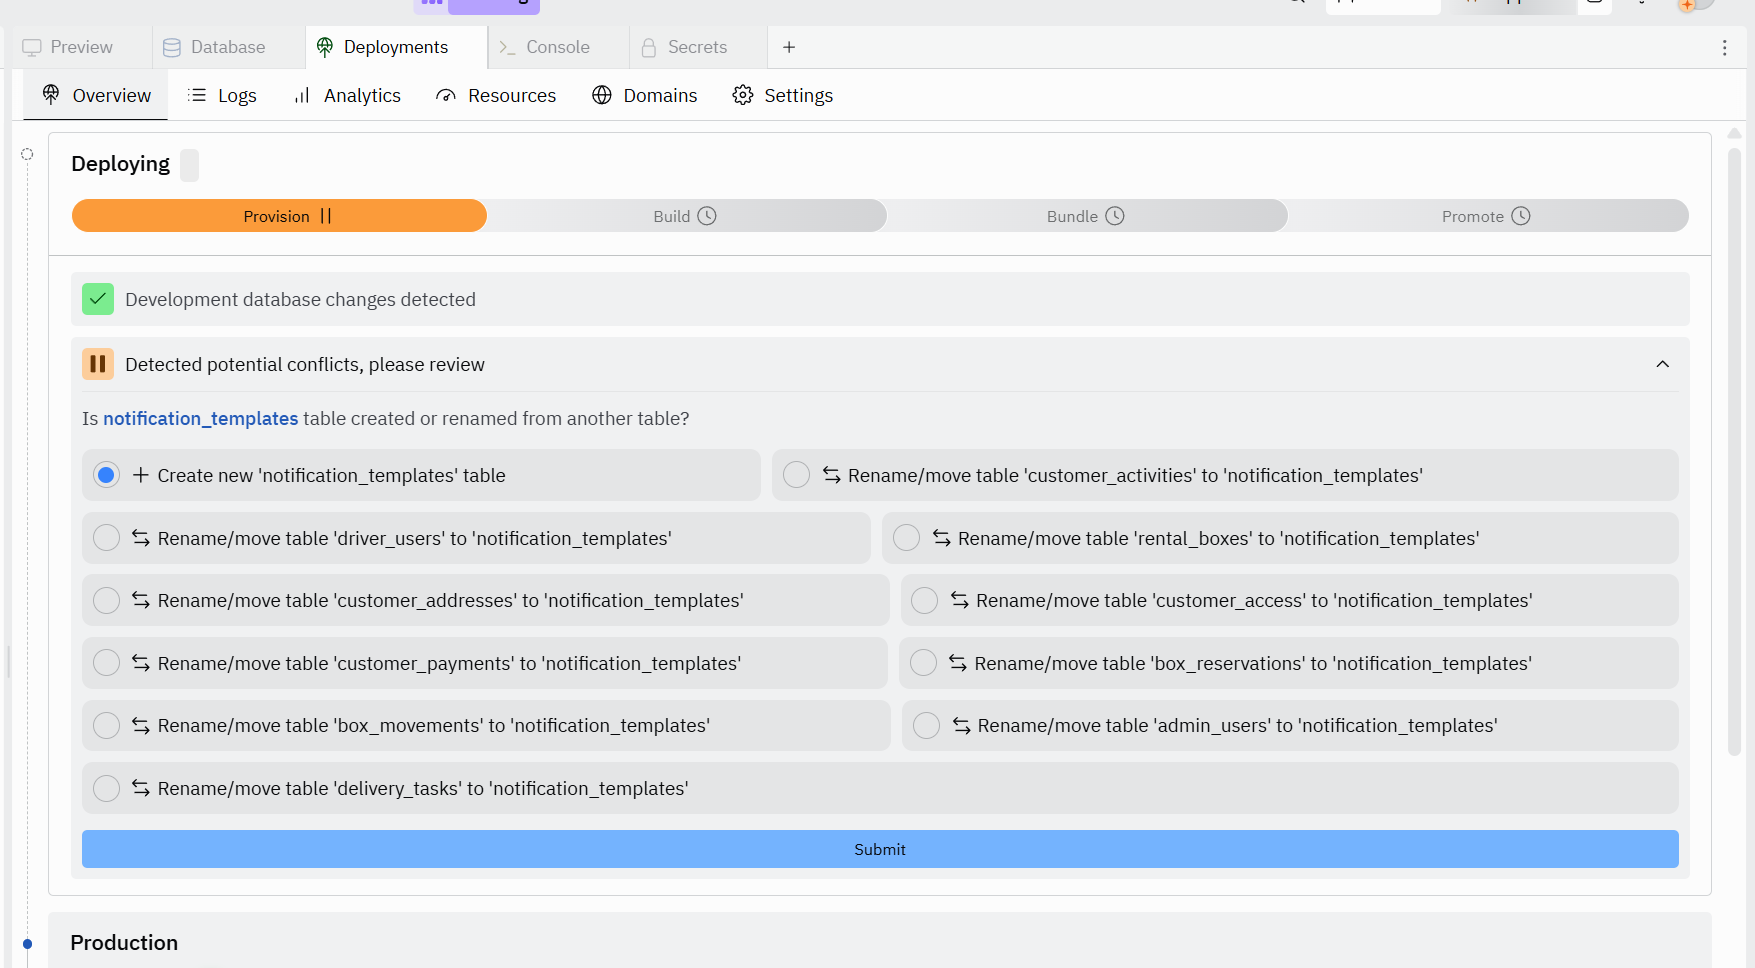 Preview
Database
Deployments
Console
Secrets
Overview
Logs
Analytics
Resources
Domains
Settings
Deploying
Provision
Build
Bundle
Promote
Development database changes detected
Detected potential conflicts, please review
Is notification_templates table created or renamed from another table?
Create new 'notification_templates' table
Rename/move table 'customer_activities' to 'notification_templates'
Rename/move table 'driver_users' to 'notification_templates'
Rename/move table 'rental_boxes' to 'notification_templates'
Rename/move table 'customer_addresses' to 'notification_templates'
Rename/move table 'customer_access' to 'notification_templates'
Rename/move table 'customer_payments' to 'notification_templates'
Rename/move table 'box_reservations' to 'notification_templates'
Rename/move table 'box_movements' to 'notification_templates'
Rename/move table 'admin_users' to 'notification_templates'
Rename/move table 'delivery_tasks' to 'notification_templates'
Submit
Production